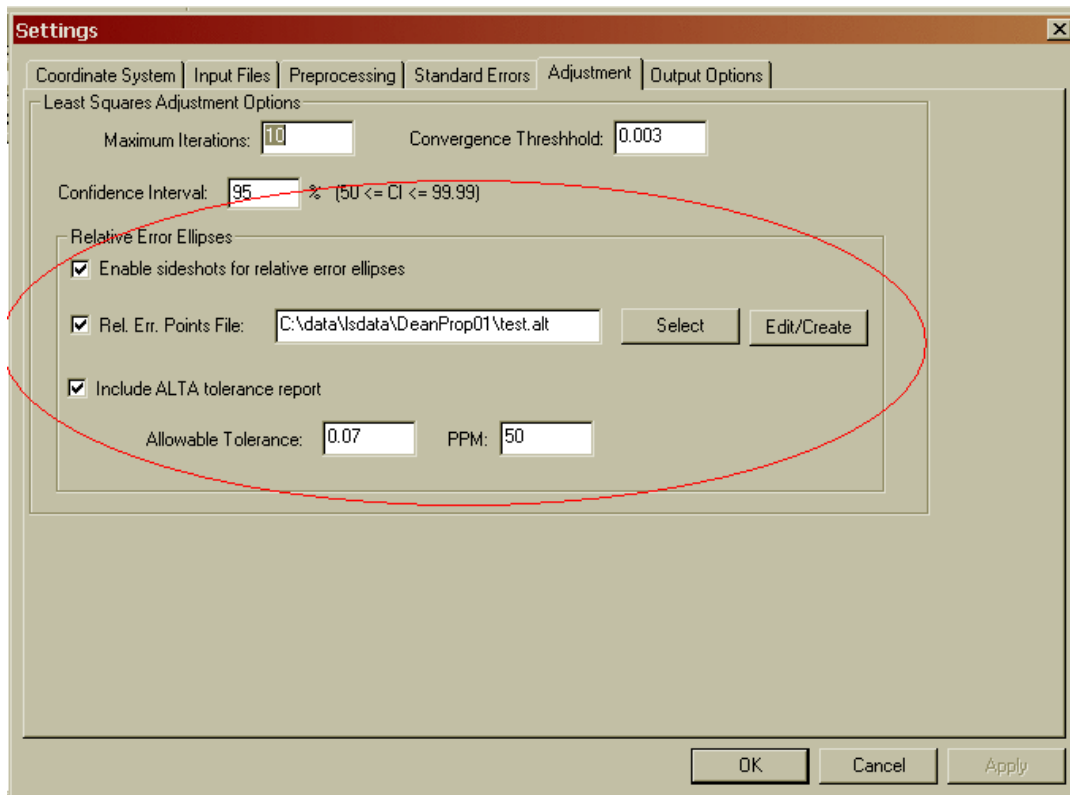 Settings
Coordinate System | Input Files | Preprocessing | Standard Errors | Adjustment | Output Options
Least Squares Adjustment Options
Maximum Iterations: 10 Convergence Threshhold: 0.003
Confidence Interval: 95 % (50 <= CI <= 99.99)
Relative Error Ellipses
Enable sideshots for relative error ellipses
Rel. Err. Points File: C:\data\lsdata\DeanProp01\test.alt Select Edit/Create
Include ALTA tolerance report
Allowable Tolerance: 0.07 PPM: 50
OK Cancel Apply